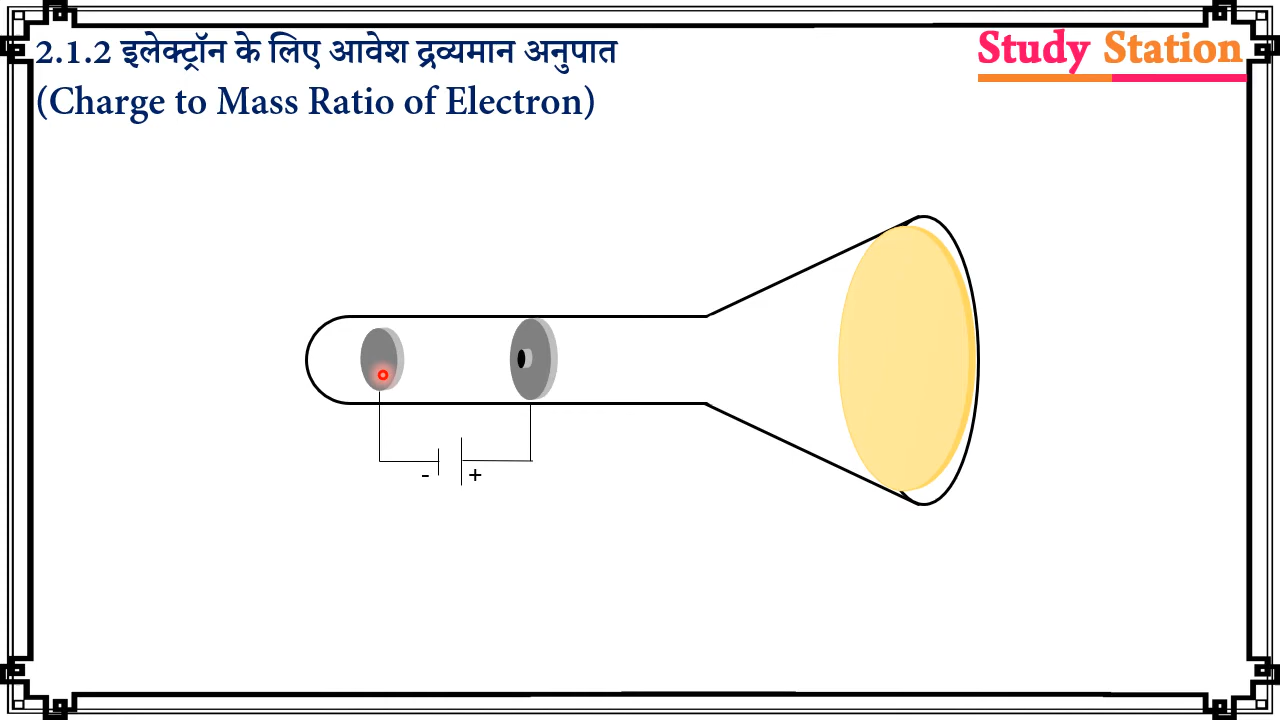 2.1.2 इलेक्ट्रॉन के लिए आवेश द्रव्यमान अनुपात
(Charge to Mass Ratio of Electron)
Study Station
- +